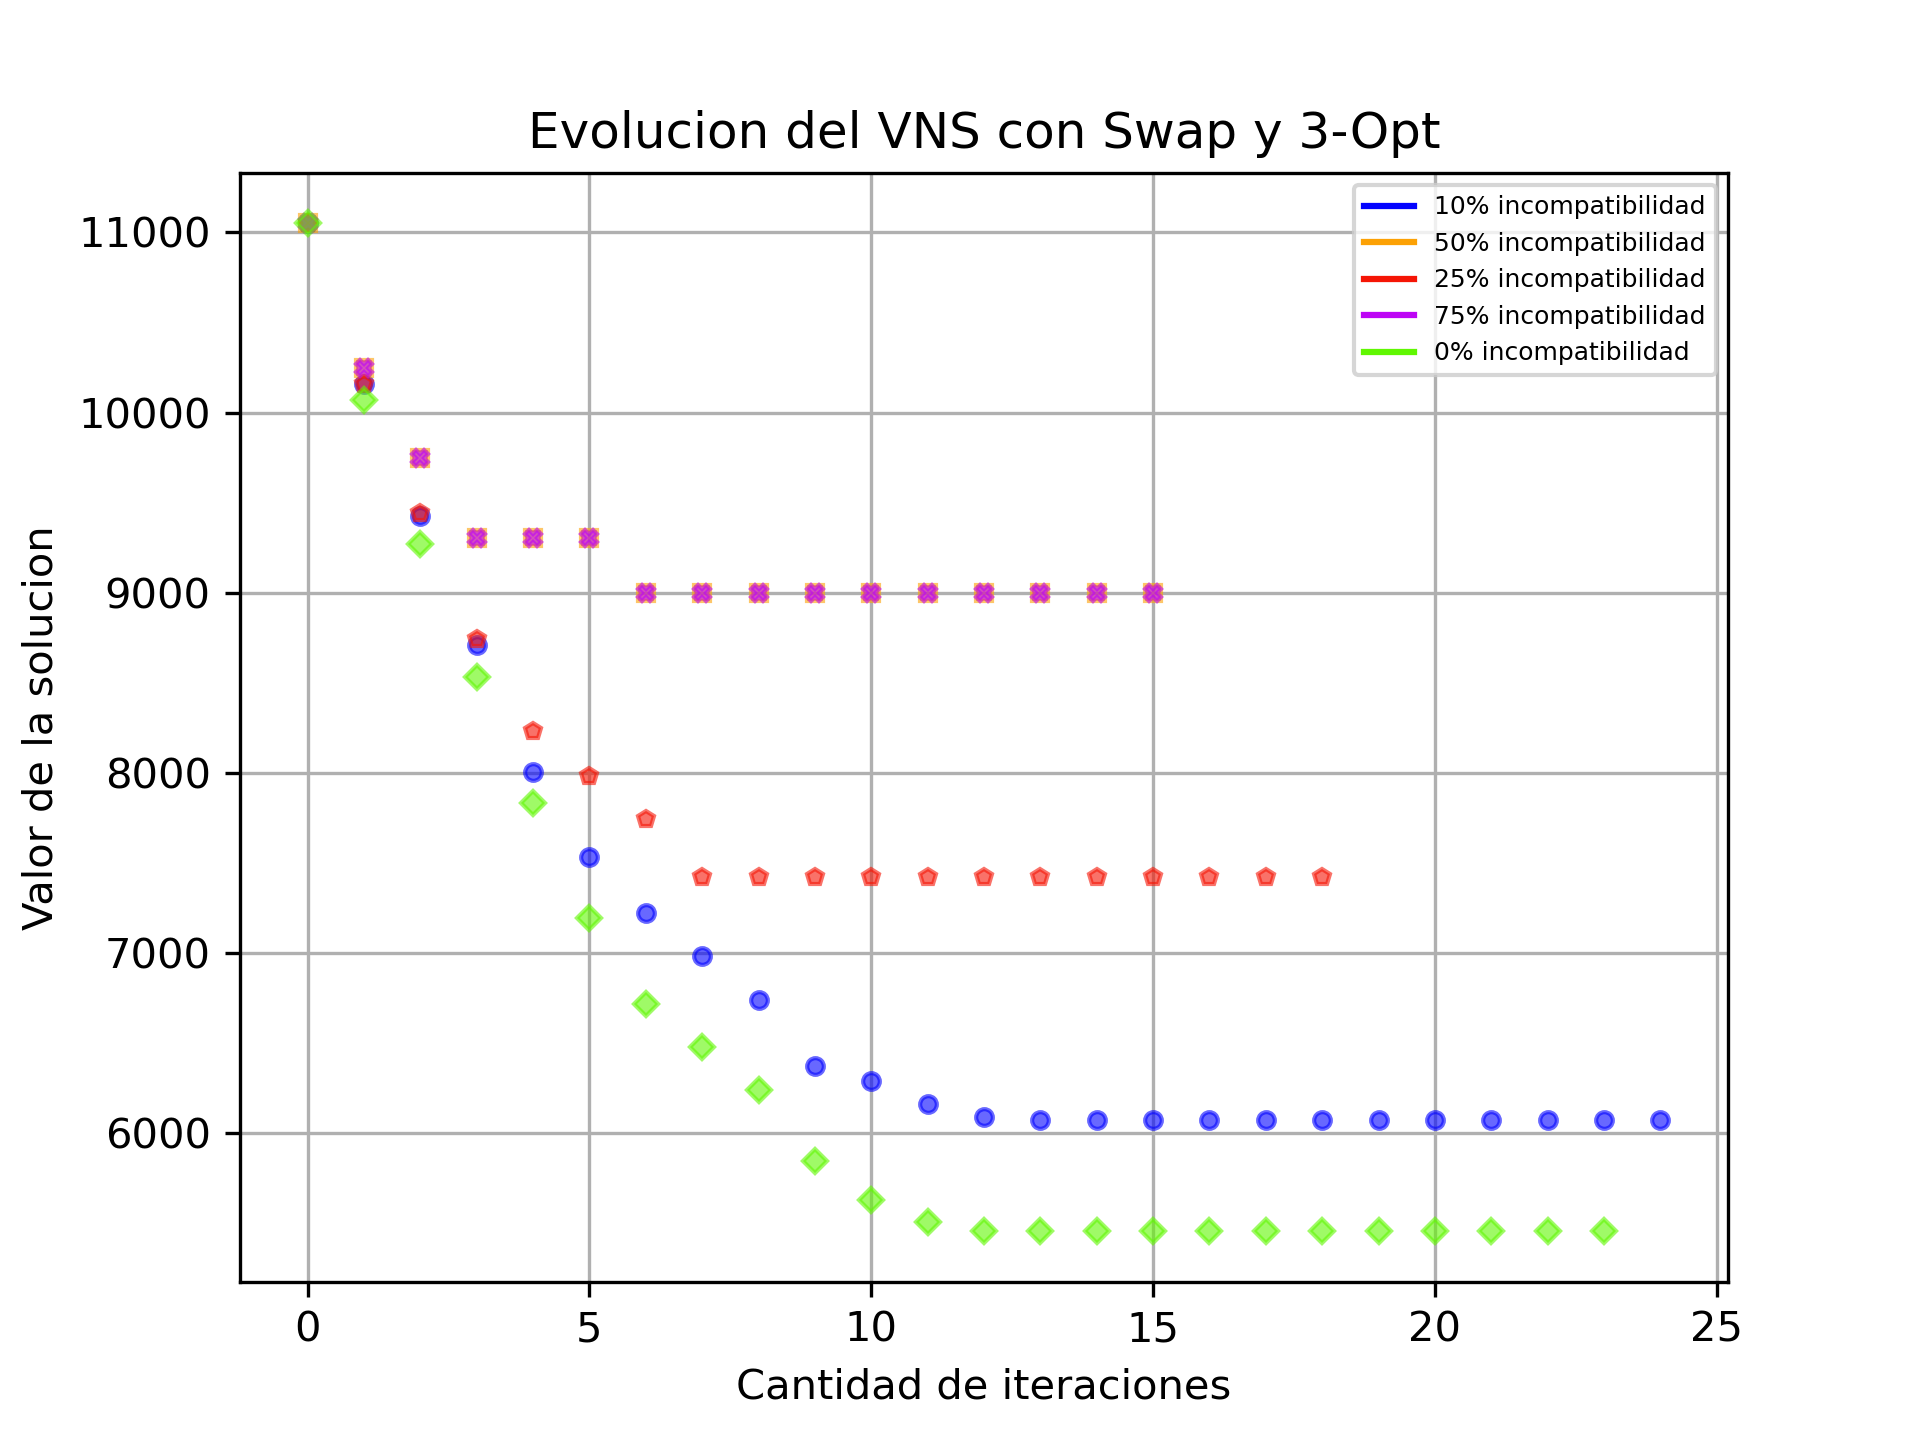 Evolucion del VNS con Swap y 3-Opt
11000
10000
9000
8000
7000
6000
Valor de la solucion
10% incompatibilidad
50% incompatibilidad
25% incompatibilidad
75% incompatibilidad
0% incompatibilidad
0 5 10 15 20 25
Cantidad de iteraciones